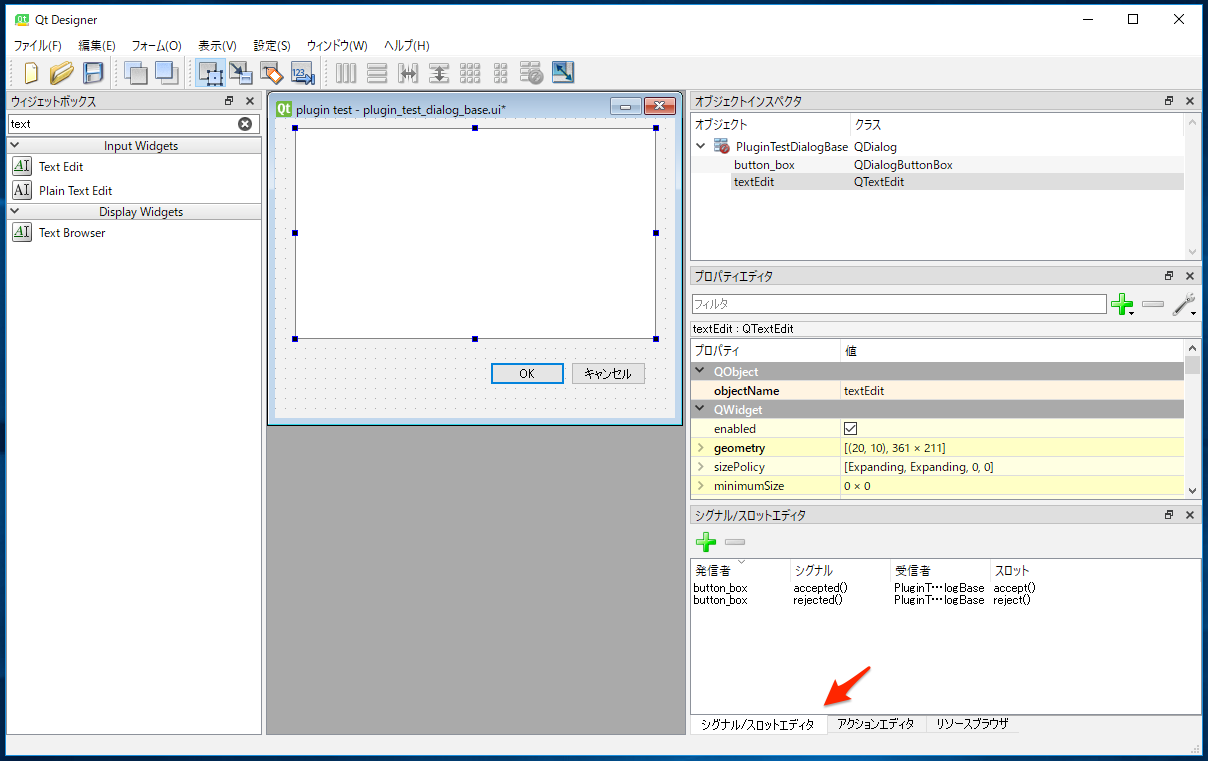 Qt Designer
ファイル(F) 編集(E) フォーム(O) 表示(V) 設定(S) ウィンドウ(W) ヘルプ(H)
ウィジェットボックス
text
Input Widgets
Text Edit
Plain Text Edit
Display Widgets
Text Browser
plugin test - plugin_test_dialog_base.ui*
OK キャンセル
オブジェクトインスペクタ
オブジェクト クラス
PluginTestDialogBase QDialog
button_box QDialogButtonBox
textEdit QTextEdit
プロパティエディタ
フィルタ
textEdit : QTextEdit
プロパティ 値
QObject
objectName textEdit
QWidget
enabled
geometry [(20, 10), 361 × 211]
sizePolicy [Expanding, Expanding, 0, 0]
minimumSize 0 × 0
シグナル/スロットエディタ
発信者 シグナル 受信者 スロット
button_box accepted() PluginT…logBase accept()
button_box rejected() PluginT…logBase reject()
シグナル/スロットエディタ アクションエディタ リソースブラウザ